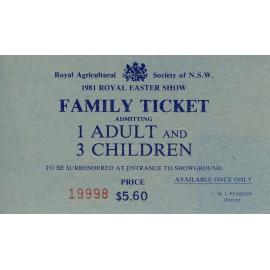 Royal Agricultural Society of N.S.W.
1981 ROYAL EASTER SHOW
FAMILY TICKET
ADMITTING
1 ADULT AND
3 CHILDREN
TO BE SURRENDERED AT ENTRANCE TO SHOWGROUND
AVAILABLE ONCE ONLY
PRICE
19998 $5.60
Director